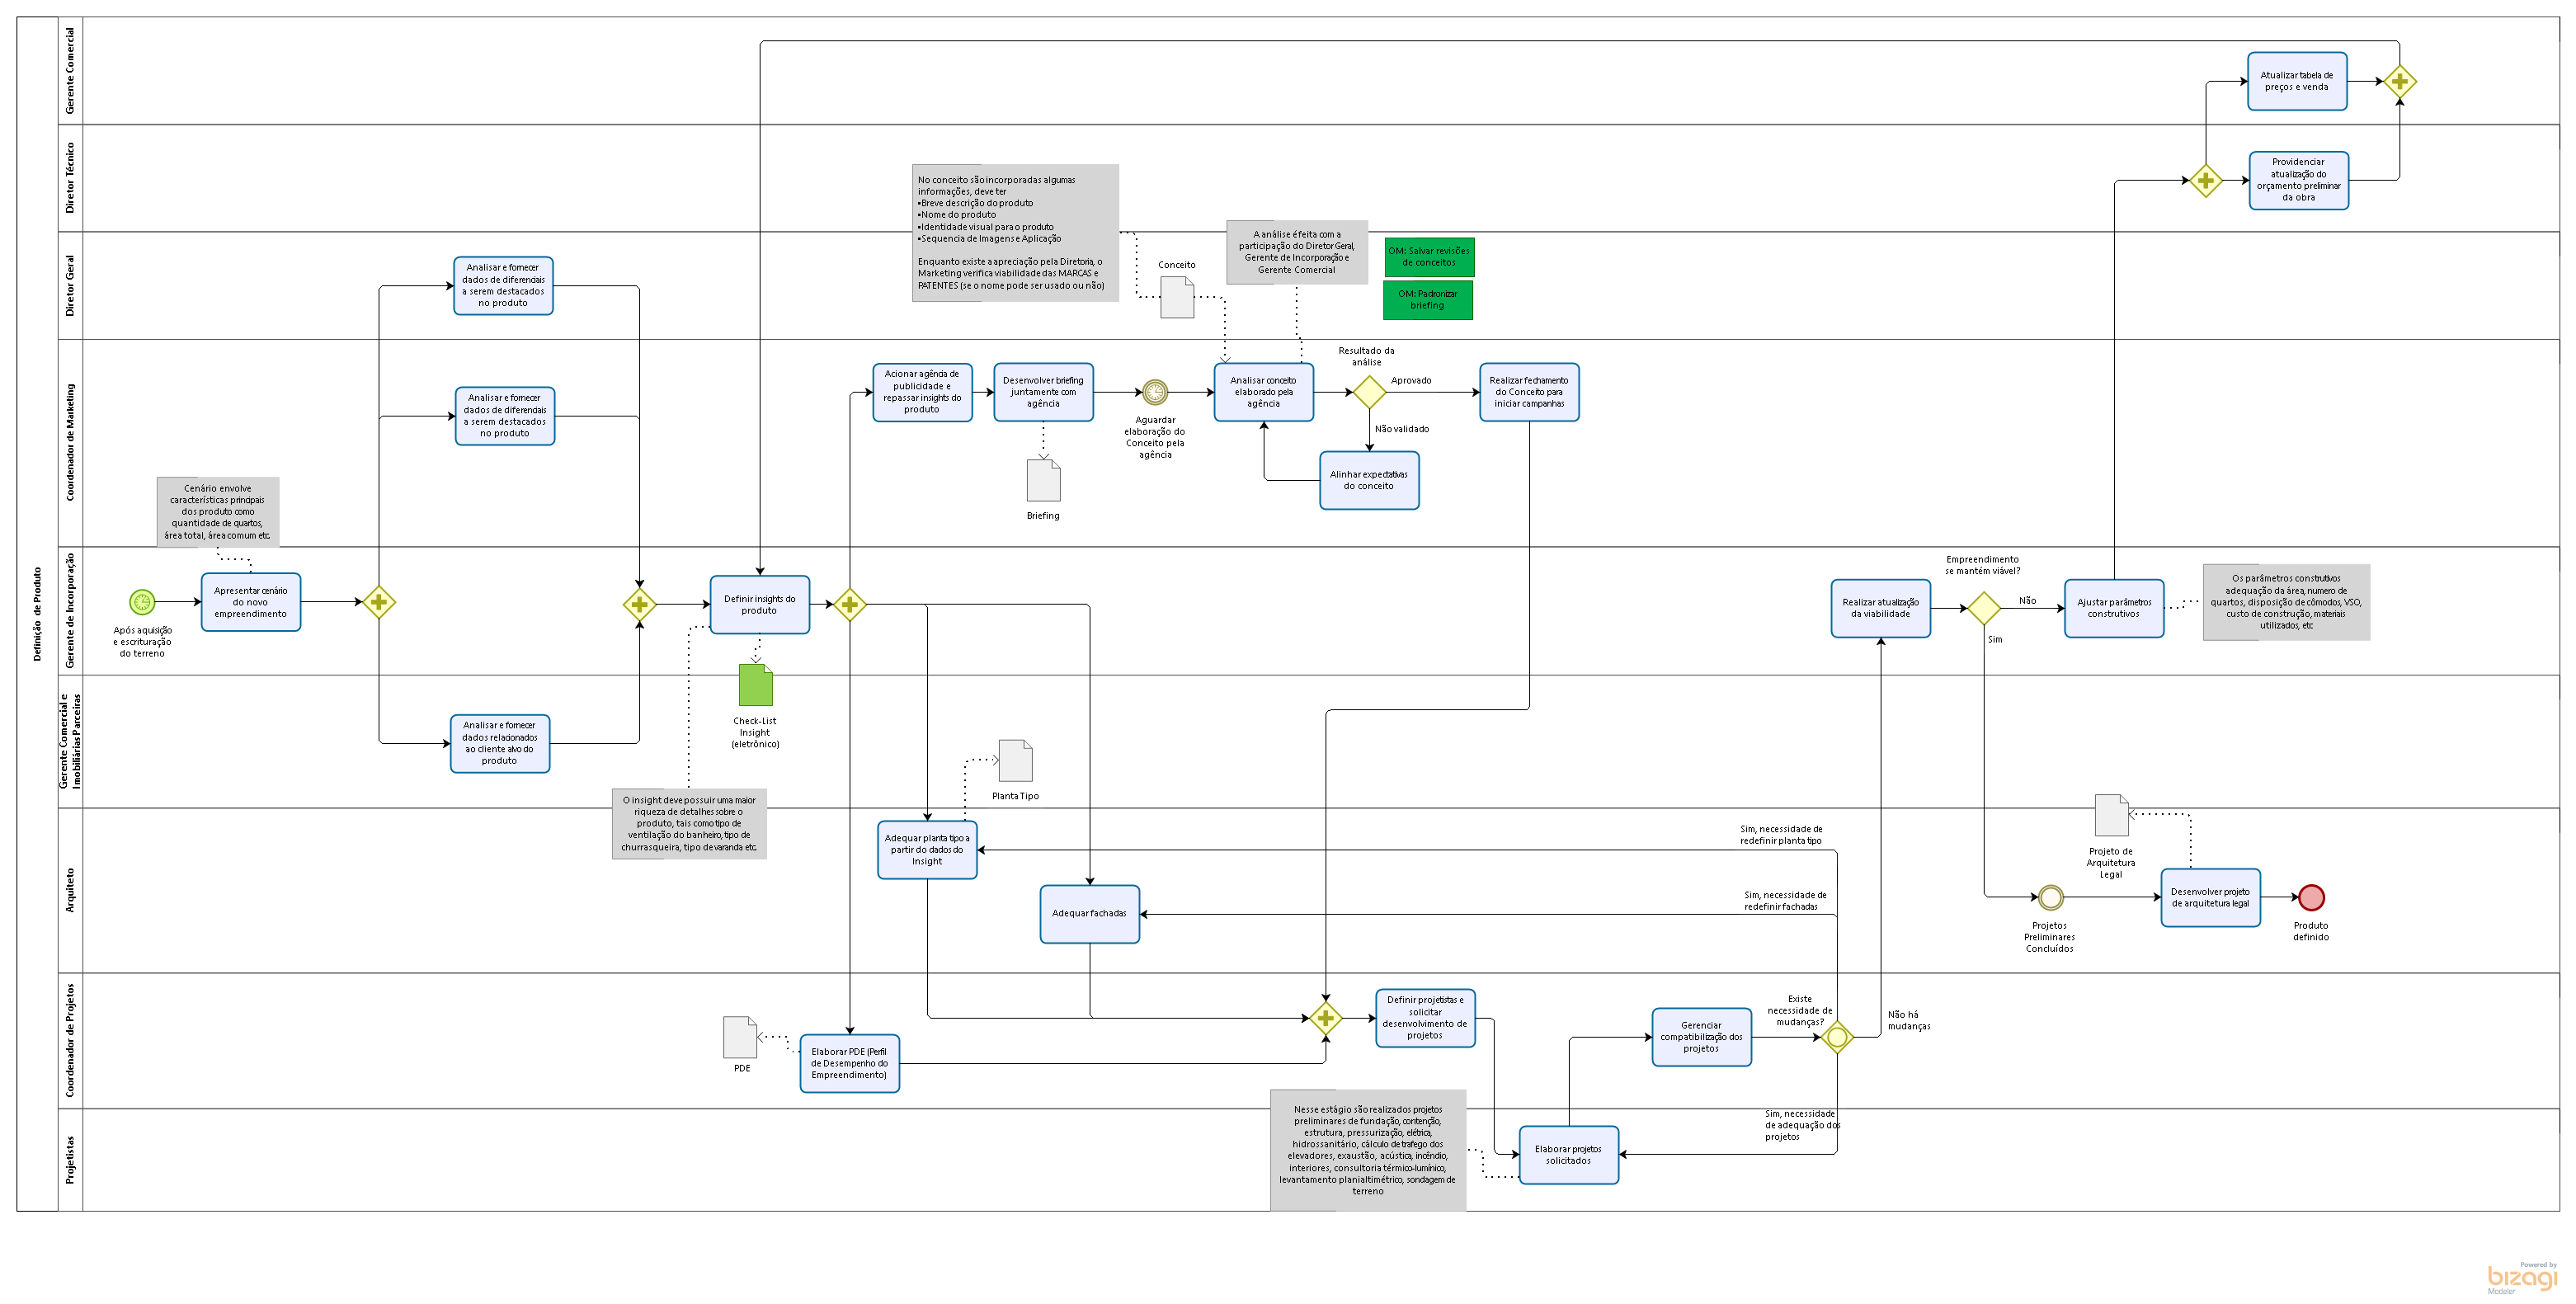 Definição de Produto
Gerente Comercial
Atualizar tabela de
preços e venda
Diretor Técnico
Providenciar
atualização do
orçamento preliminar
da obra
No conceito são incorporadas algumas
informações, deve ter
•Breve descrição do produto
•Nome do produto
•Identidade visual para o produto
•Sequencia de Imagens e Aplicação
Enquanto existe a apreciação pela Diretoria, o
Marketing verifica viabilidade das MARCAS e
PATENTES (se o nome pode ser usado ou não)
Diretor Geral
Analisar e fornecer
dados de diferenciais
a serem destacados
no produto
Conceito
A análise é feita com a
participação do Diretor Geral,
Gerente de Incorporação e
Gerente Comercial
OM: Salvar revisões
de conceitos
OM: Padronizar
briefing
Coordenador de Marketing
Analisar e fornecer
dados de diferenciais
a serem destacados
no produto
Acionar agência de
publicidade e
repassar insights do
produto
Desenvolver briefing
juntamente com
agência
Briefing
Aguardar
elaboração do
Conceito pela
agência
Analisar conceito
elaborado pela
agência
Resultado da
análise
Aprovado
Não validado
Realizar fechamento
do Conceito para
iniciar campanhas
Alinhar expectativas
do conceito
Cenário envolve
características principais
dos produto como
quantidade de quartos,
área total, área comum etc.
Gerente de Incorporação
Após aquisição
e escrituração
do terreno
Apresentar cenário
do novo
empreendimento
Definir insights do
produto
Check-List
Insight
(eletrônico)
Realizar atualização
da viabilidade
Empreendimento
se mantém viável?
Não
Sim
Ajustar parâmetros
construtivos
Os parâmetros construtivos
adequação da área, numero de
quartos, disposição de cômodos, VSO,
custo de construção, materiais
utilizados, etc
Gerente Comercial e
Imobiliárias Parceiras
Analisar e fornecer
dados relacionados
ao cliente alvo do
produto
O insight deve possuir uma maior
riqueza de detalhes sobre o
produto, tais como tipo de
ventilação do banheiro, tipo de
churrasqueira, tipo de varanda etc.
Planta Tipo
Arquiteto
Adequar planta tipo a
partir do dados do
Insight
Adequar fachadas
Sim, necessidade de
redefinir planta tipo
Sim, necessidade de
redefinir fachadas
Projetos
Preliminares
Concluídos
Projeto de
Arquitetura
Legal
Desenvolver projeto
de arquitetura legal
Produto
definido
Coordenador de Projetos
PDE
Elaborar PDE (Perfil
de Desempenho do
Empreendimento)
Definir projetistas e
solicitar
desenvolvimento de
projetos
Gerenciar
compatibilização dos
projetos
Existe
necessidade de
mudanças?
Não há
mudanças
Projetistas
Nesse estágio são realizados projetos
preliminares de fundação, contenção,
estrutura, pressurização, elétrica,
hidrossanitário, cálculo de trafego dos
elevadores, exaustão, acústica, incêndio,
interiores, consultoria térmico-lumínico,
levantamento planialtimétrico, sondagem de
terreno
Elaborar projetos
solicitados
Sim, necessidade
de adequação dos
projetos
Powered by
bizagi
Modeler